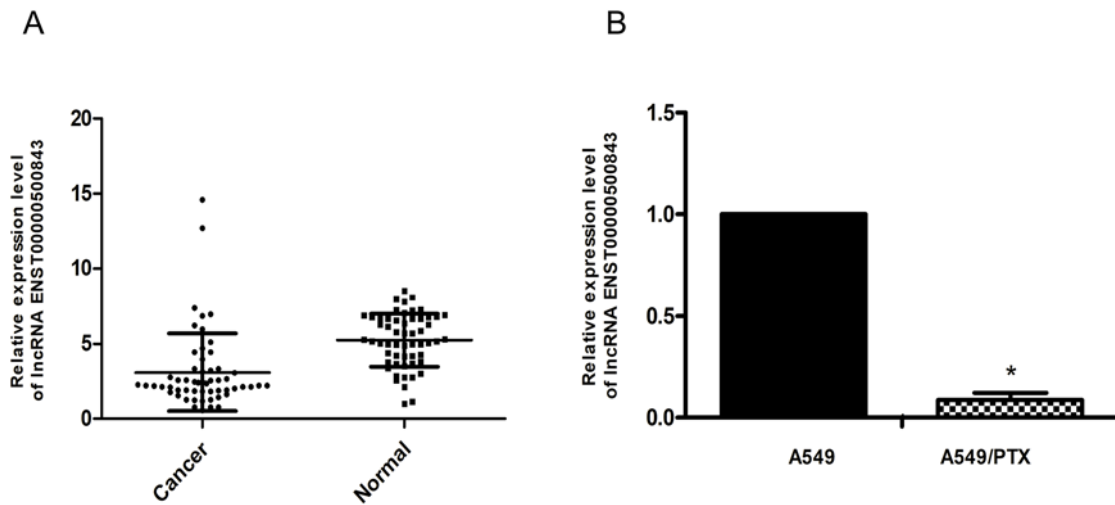 A
Relative expression level
of lncRNA ENST00000500843
20
15
10
5
0
Cancer
Normal
B
Relative expression level
of lncRNA ENST00000500843
1.5
1.0
0.5
0.0
*
A549
A549/PTX